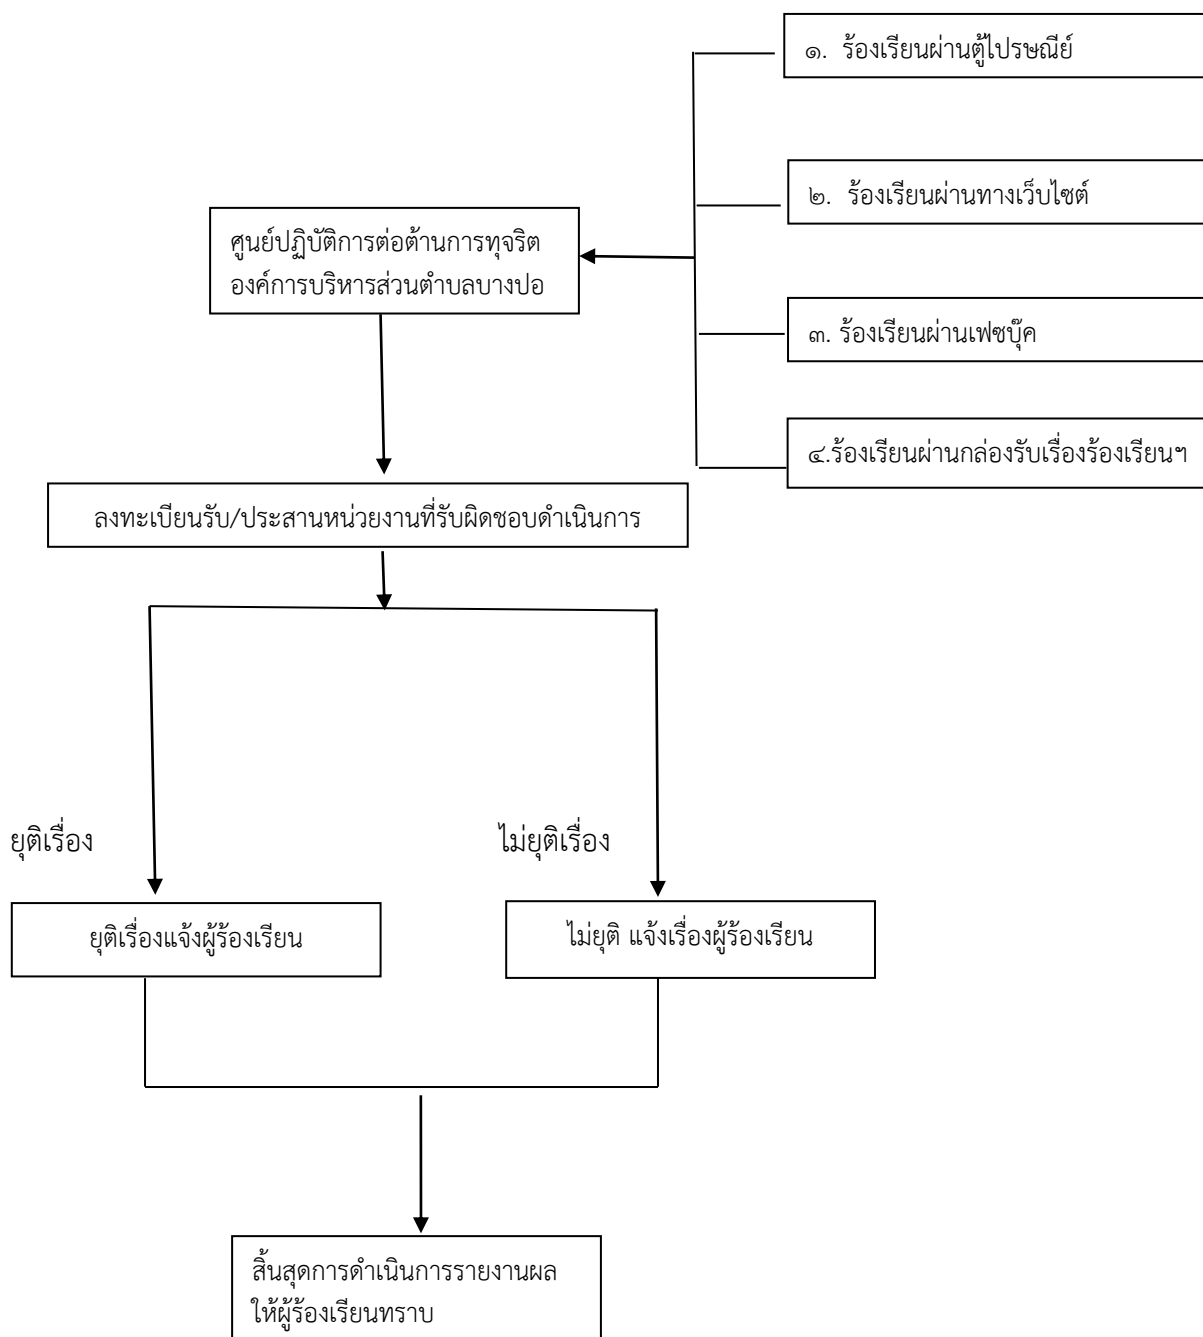 ๑. ร้องเรียนผ่านตู้ไปรษณีย์
๒. ร้องเรียนผ่านทางเว็บไซต์
ศูนย์ปฏิบัติการต่อต้านการทุจริต
องค์การบริหารส่วนตำบลบางปอ
๓. ร้องเรียนผ่านเฟซบุ๊ค
๔.ร้องเรียนผ่านกล่องรับเรื่องร้องเรียนฯ
ลงทะเบียนรับ/ประสานหน่วยงานที่รับผิดชอบดำเนินการ
ยุติเรื่อง
ไม่ยุติเรื่อง
ยุติเรื่องแจ้งผู้ร้องเรียน
ไม่ยุติ แจ้งเรื่องผู้ร้องเรียน
สิ้นสุดการดำเนินการรายงานผล
ให้ผู้ร้องเรียนทราบ